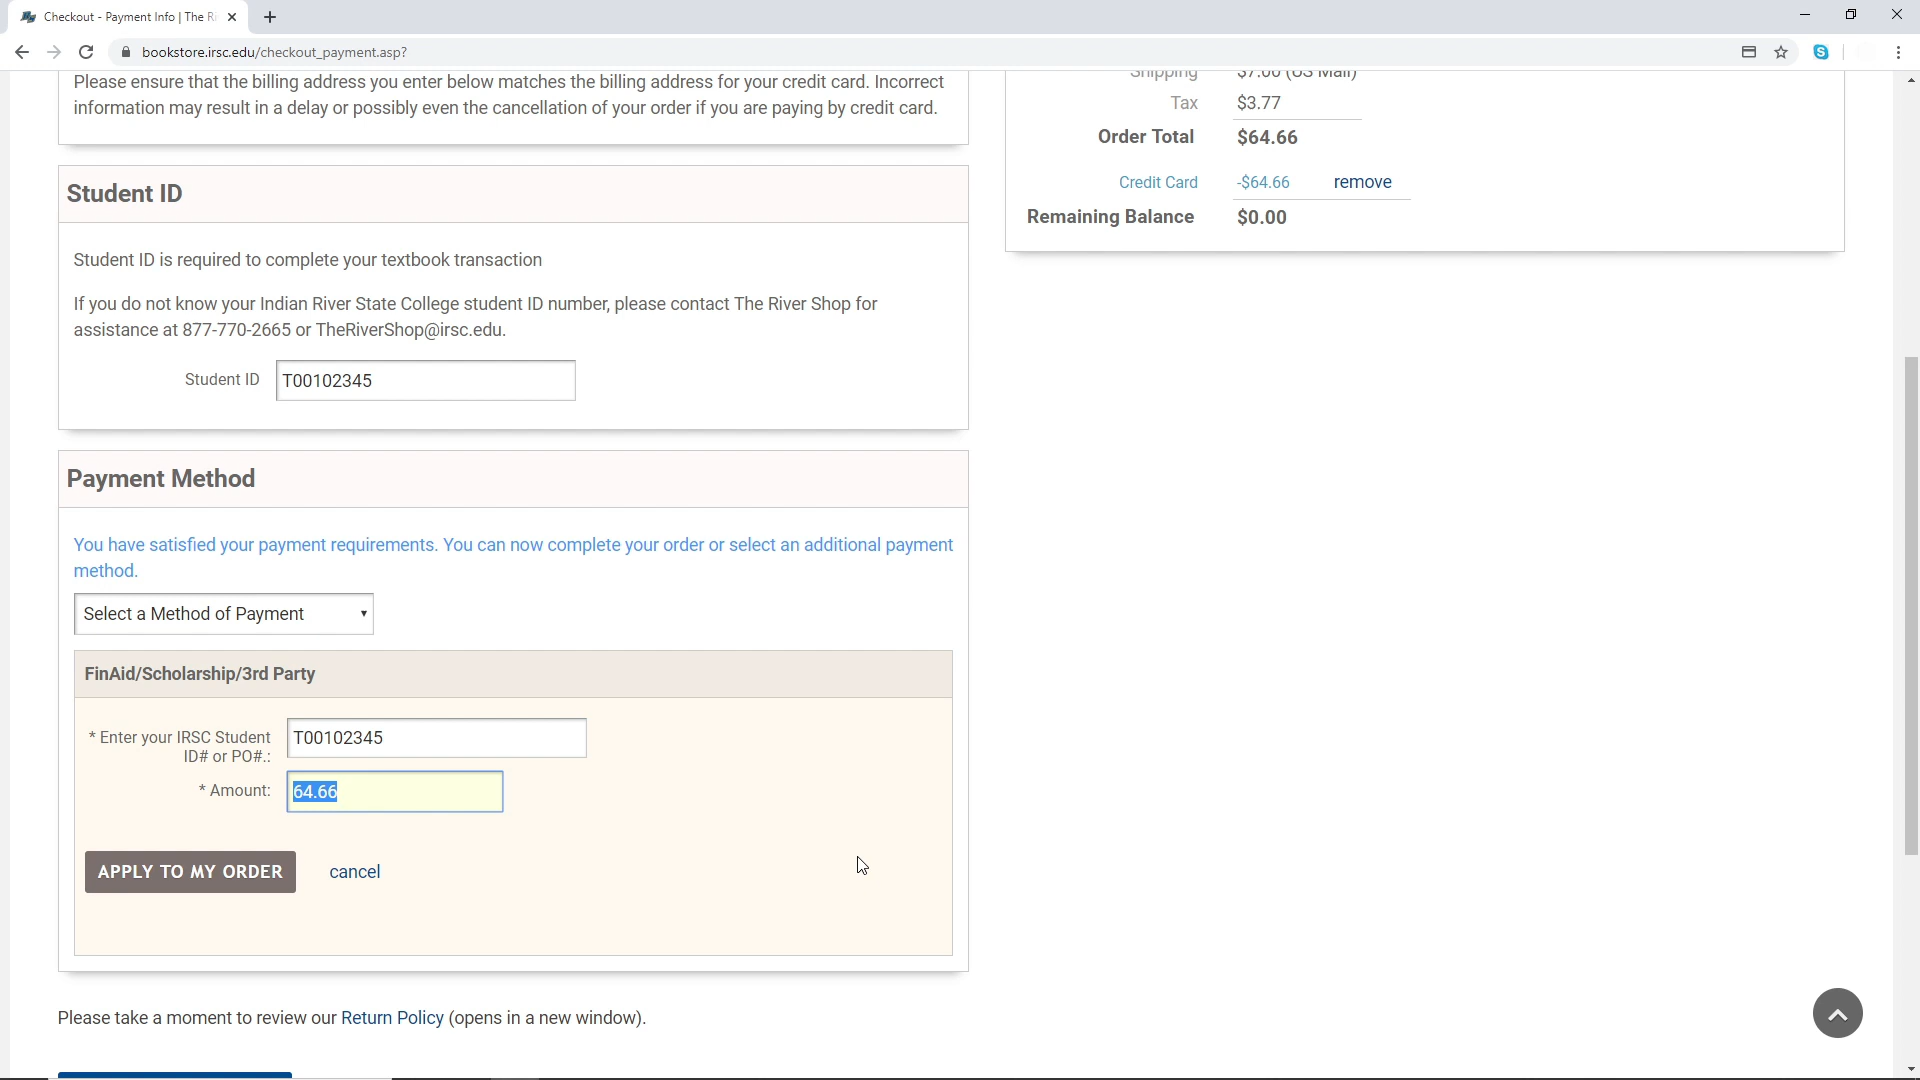 Checkout - Payment Info | The Ri
bookstore.irsc.edu/checkout_payment.asp?
Please ensure that the billing address you enter below matches the billing address for your credit card. Incorrect
information may result in a delay or possibly even the cancellation of your order if you are paying by credit card.
Student ID
Student ID is required to complete your textbook transaction
If you do not know your Indian River State College student ID number, please contact The River Shop for
assistance at 877-770-2665 or TheRiverShop@irsc.edu.
Student ID T00102345
Payment Method
You have satisfied your payment requirements. You can now complete your order or select an additional payment
method.
Select a Method of Payment
FinAid/Scholarship/3rd Party
* Enter your IRSC Student
ID# or PO#.:
T00102345
* Amount: 64.66
APPLY TO MY ORDER cancel
Please take a moment to review our Return Policy (opens in a new window).
Shipping $7.00 (US Mail)
Tax $3.77
Order Total $64.66
Credit Card -$64.66 remove
Remaining Balance $0.00